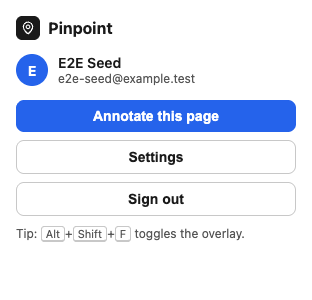 Pinpoint
E
E2E Seed
e2e-seed@example.test
Annotate this page
Settings
Sign out
Tip: Alt+Shift+F toggles the overlay.